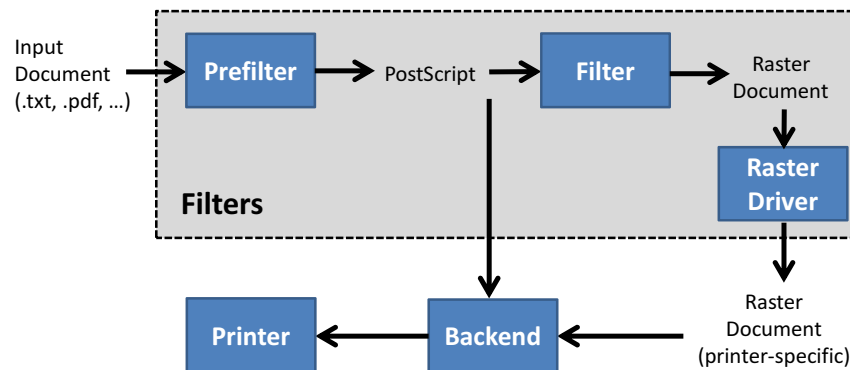 Input
Document
(.txt, .pdf, …)
Prefilter
PostScript
Filter
Raster
Document
Raster
Driver
Filters
Printer
Backend
Raster
Document
(printer-specific)